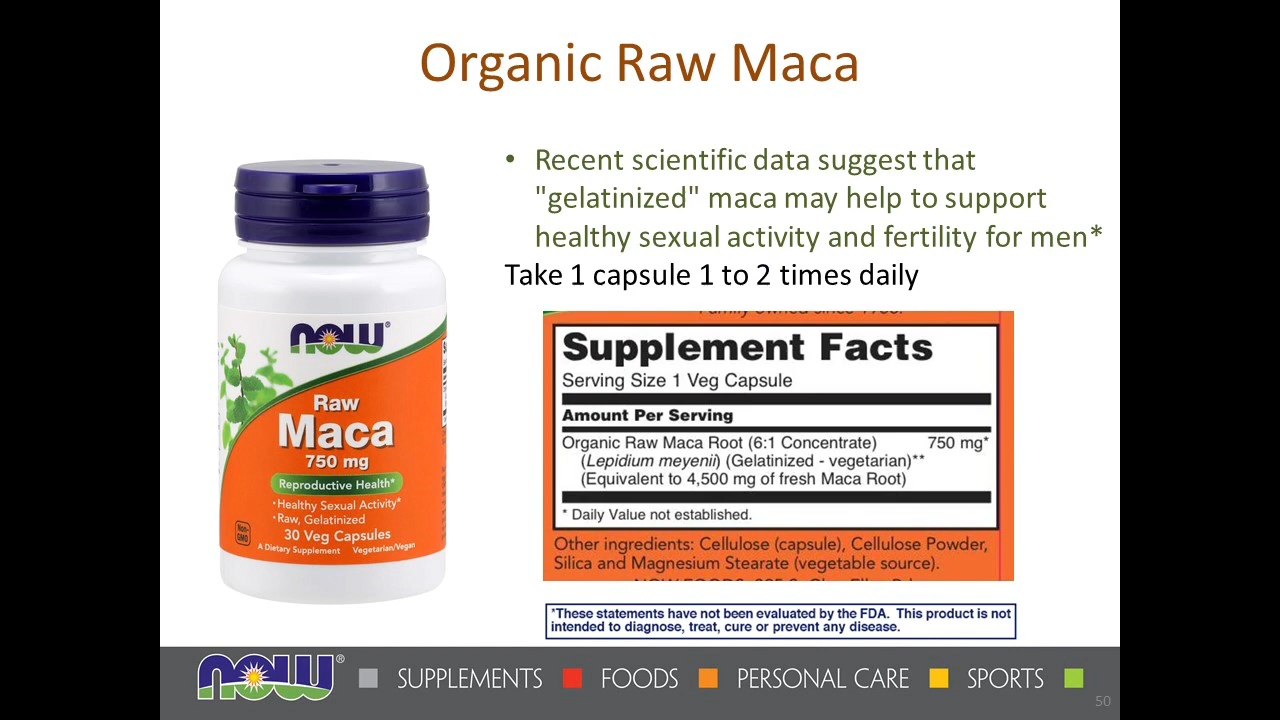 Organic Raw Maca
• Recent scientific data suggest that
"gelatinized" maca may help to support
healthy sexual activity and fertility for men*
Take 1 capsule 1 to 2 times daily
NOW®
Raw
Maca
750 mg
Reproductive Health*
• Healthy Sexual Activity*
• Raw, Gelatinized
30 Veg Capsules
Non-
GMO
A Dietary Supplement Vegetarian/Vegan
Supplement Facts
Serving Size 1 Veg Capsule
Amount Per Serving
Organic Raw Maca Root (6:1 Concentrate) 750 mg*
(Lepidium meyenii) (Gelatinized - vegetarian)**
(Equivalent to 4,500 mg of fresh Maca Root)
* Daily Value not established.
Other ingredients: Cellulose (capsule), Cellulose Powder,
Silica and Magnesium Stearate (vegetable source).
*These statements have not been evaluated by the FDA. This product is not
intended to diagnose, treat, cure or prevent any disease.
NOW® SUPPLEMENTS FOODS PERSONAL CARE SPORTS
50